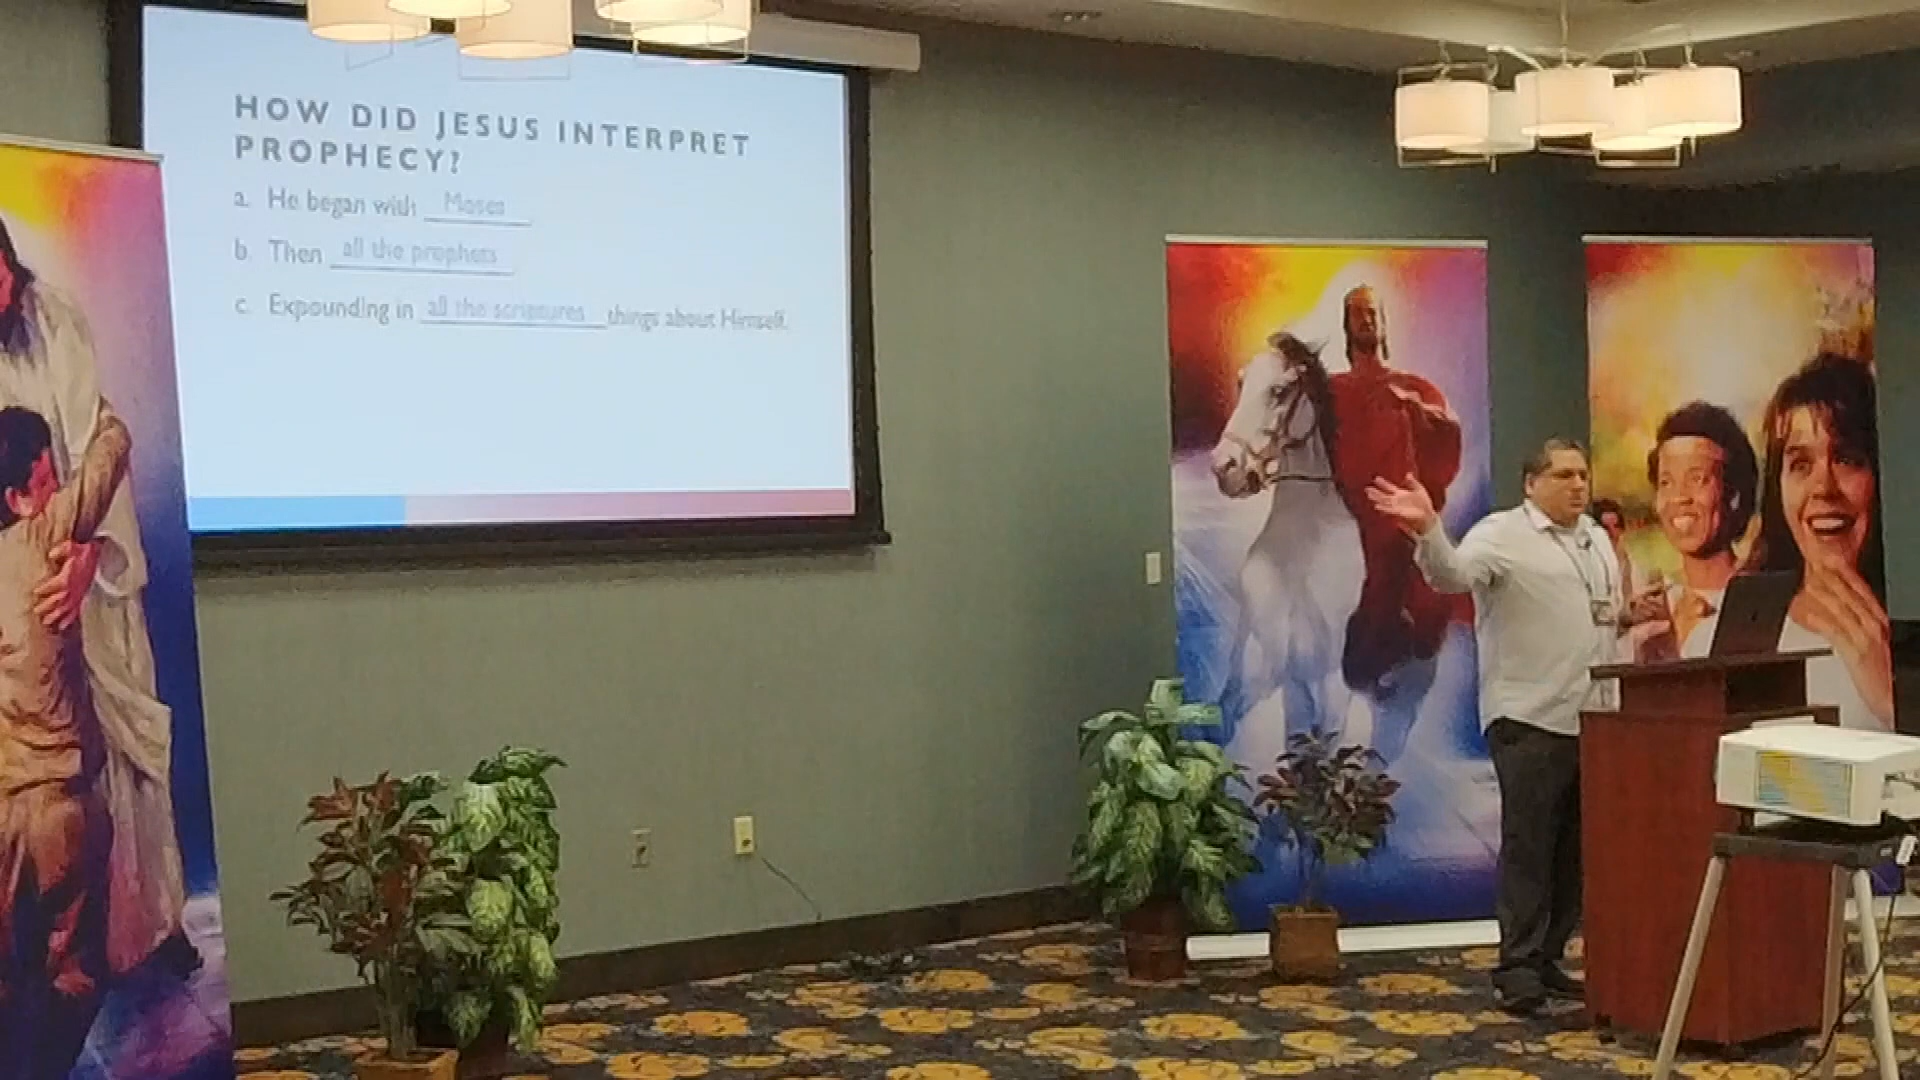 HOW DID JESUS INTERPRET
PROPHECY?
a. He began with Moses
b. Then all the prophets
c. Expounding in all the scriptures things about Himself.